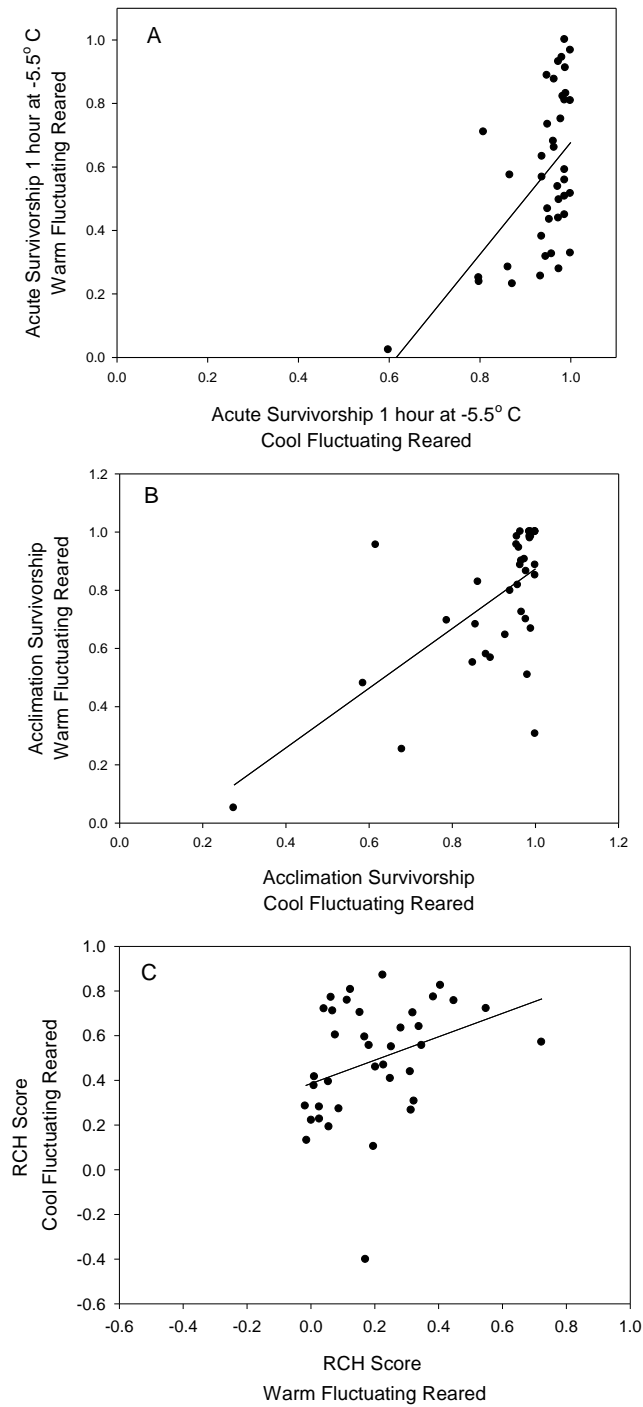 A
Acute Survivorship 1 hour at -5.5° C
Warm Fluctuating Reared
1.0
0.8
0.6
0.4
0.2
0.0
0.0 0.2 0.4 0.6 0.8 1.0
Acute Survivorship 1 hour at -5.5° C
Cool Fluctuating Reared
B
Acclimation Survivorship
Warm Fluctuating Reared
1.2
1.0
0.8
0.6
0.4
0.2
0.0
0.0 0.2 0.4 0.6 0.8 1.0 1.2
Acclimation Survivorship
Cool Fluctuating Reared
C
RCH Score
Cool Fluctuating Reared
1.0
0.8
0.6
0.4
0.2
0.0
-0.2
-0.4
-0.6
-0.6 -0.4 -0.2 0.0 0.2 0.4 0.6 0.8 1.0
RCH Score
Warm Fluctuating Reared